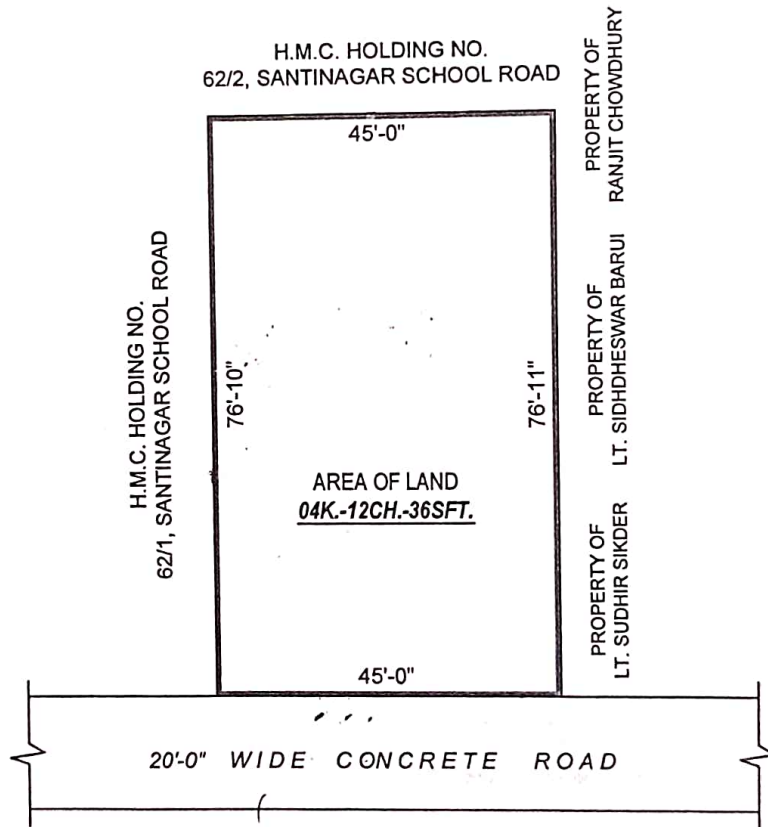 H.M.C. HOLDING NO.
62/2, SANTINAGAR SCHOOL ROAD
PROPERTY OF
RANJIT CHOWDHURY
45'-0"
H.M.C. HOLDING NO.
62/1, SANTINAGAR SCHOOL ROAD
76'-10"
76'-11"
PROPERTY OF
LT. SIDHDHESWAR BARUI
AREA OF LAND
04K.-12CH.-36SFT.
PROPERTY OF
LT. SUDHIR SIKDER
45'-0"
20'-0" WIDE CONCRETE ROAD